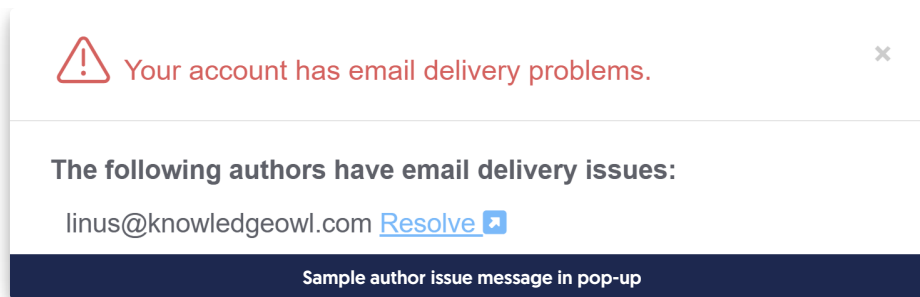 Your account has email delivery problems.
×
The following authors have email delivery issues:
linus@knowledgeowl.com Resolve
Sample author issue message in pop-up